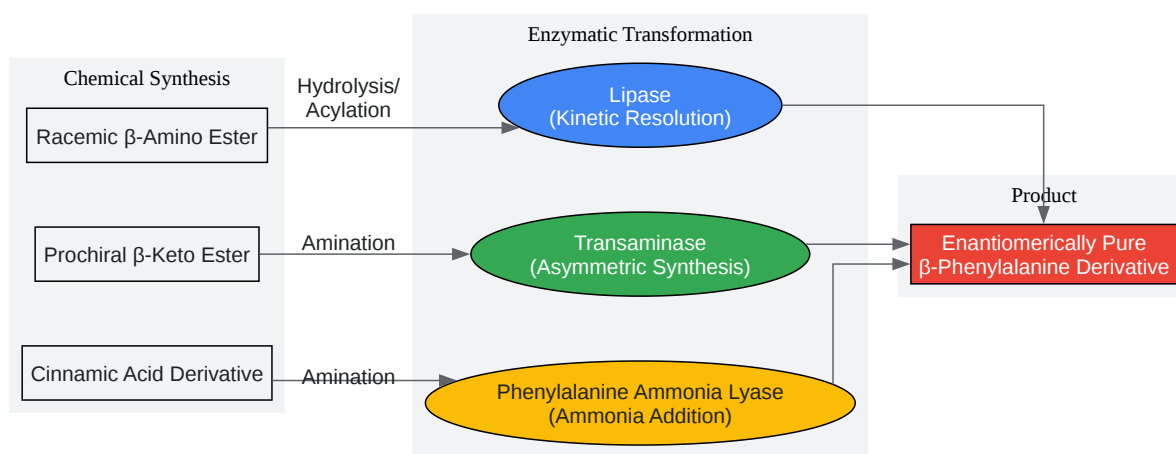 Enzymatic Transformation
Chemical Synthesis
Hydrolysis/
Acylation
Lipase
(Kinetic Resolution)
Racemic β-Amino Ester
Product
Prochiral β-Keto Ester
Amination
Transaminase
(Asymmetric Synthesis)
Enantiomerically Pure
β-Phenylalanine Derivative
Cinnamic Acid Derivative
Amination
Phenylalanine Ammonia Lyase
(Ammonia Addition)